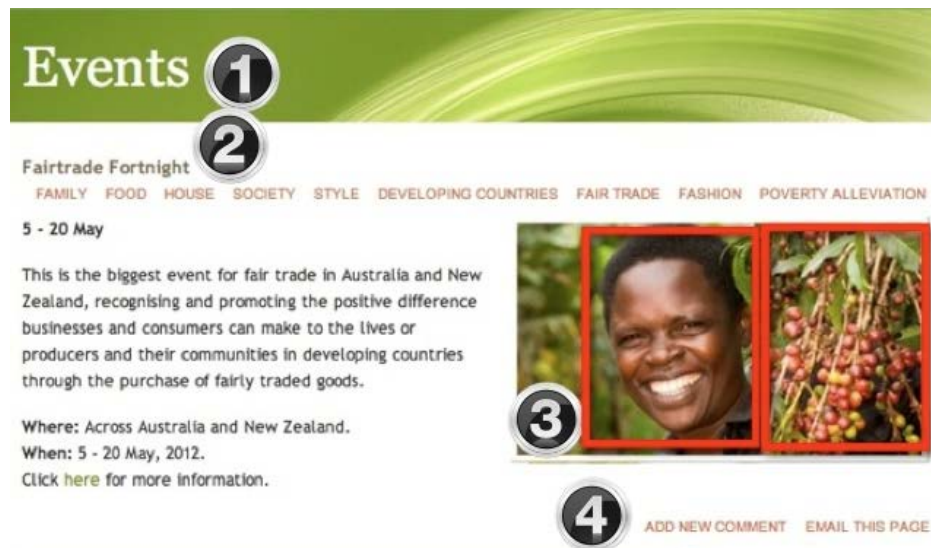 Events 1
2
Fairtrade Fortnight
FAMILY FOOD HOUSE SOCIETY STYLE DEVELOPING COUNTRIES FAIR TRADE FASHION POVERTY ALLEVIATION
5 - 20 May
This is the biggest event for fair trade in Australia and New
Zealand, recognising and promoting the positive difference
businesses and consumers can make to the lives or
producers and their communities in developing countries
through the purchase of fairly traded goods.
3
Where: Across Australia and New Zealand.
When: 5 - 20 May, 2012.
Click here for more information.
4
ADD NEW COMMENT EMAIL THIS PAGE